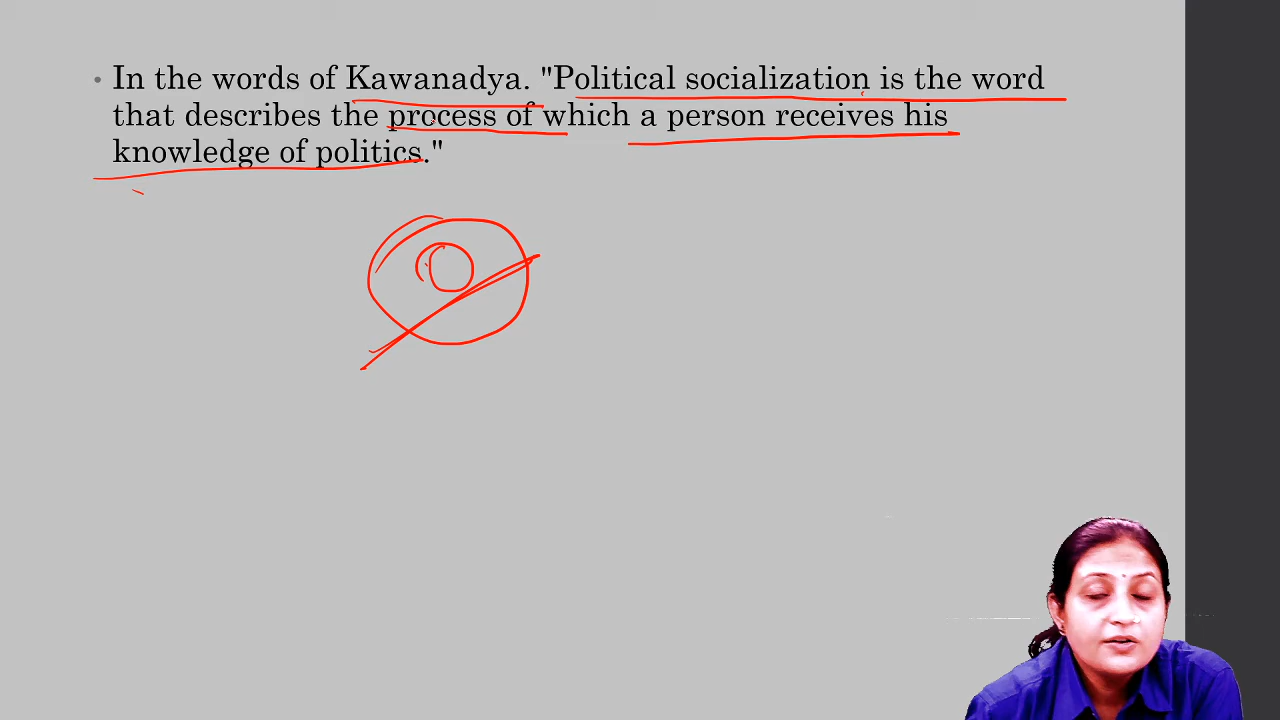 • In the words of Kawanadya. "Political socialization is the word
that describes the process of which a person receives his
knowledge of politics."